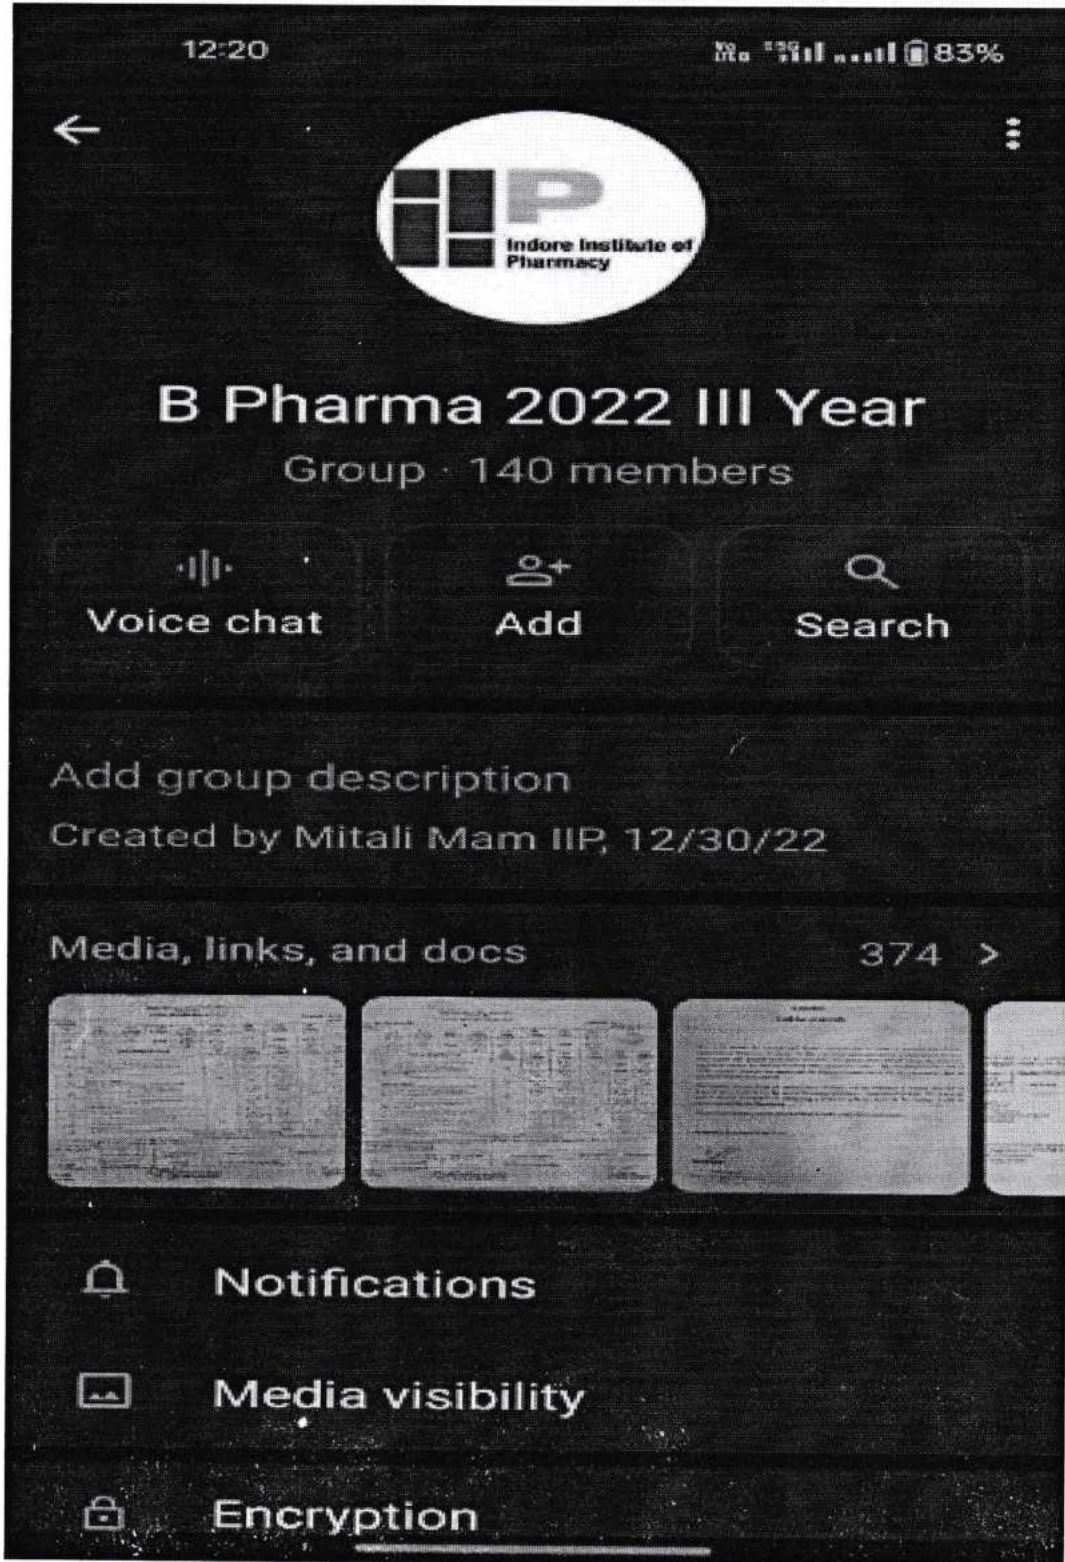 12:20
83%
Indore Institute of
Pharmacy
B Pharma 2022 III Year
Group · 140 members
Voice chat
Add
Search
Add group description
Created by Mitali Mam IIP, 12/30/22
Media, links, and docs
374 >
Notifications
Media visibility
Encryption